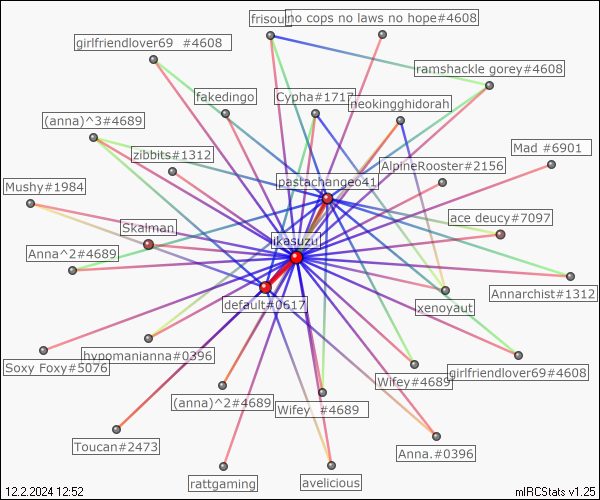 frisour
no cops no laws no hope#4608
girlfriendlover69 #4608
ramshackle gorey#4608
fakedingo
Cypha#1717
neokingghidorah
(anna)^3#4689
zibbits#1312
Mad #6901
AlpineRooster#2156
Mushy#1984
pastachangeo41
ace deucy#7097
Skalman
likasuzu
Anna^2#4689
Annarchist#1312
default#0617
xenoyaut
hypomanianna#0396
Soxy Foxy#5076
girlfriendlover69#4608
Wifey#4689
(anna)^2#4689
Wifey #4689
Toucan#2473
Anna.#0396
rattgaming
avelicious
12.2.2024 12:52
mIRCStats v1.25